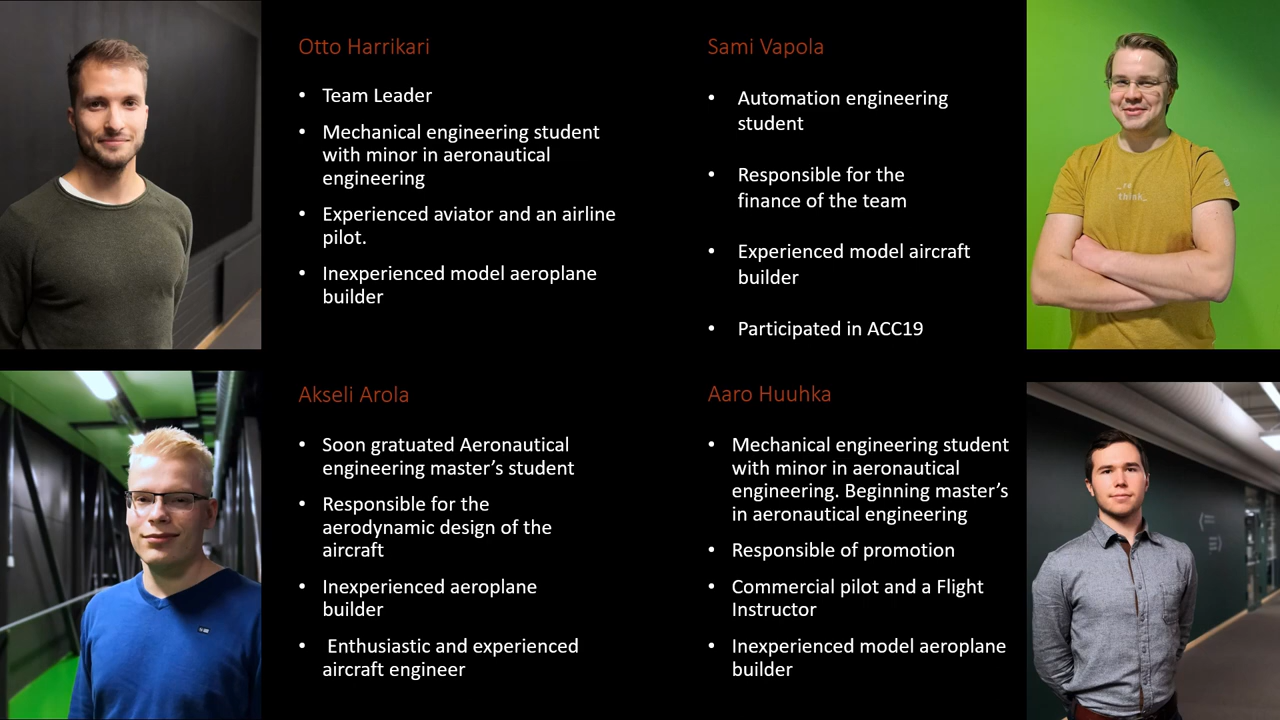 Otto Harrikari
• Team Leader
• Mechanical engineering student
with minor in aeronautical
engineering
• Experienced aviator and an airline
pilot.
• Inexperienced model aeroplane
builder
Sami Vapola
• Automation engineering
student
• Responsible for the
finance of the team
• Experienced model aircraft
builder
• Participated in ACC19
think_
Akseli Arola
• Soon gratuated Aeronautical
engineering master’s student
• Responsible for the
aerodynamic design of the
aircraft
• Inexperienced aeroplane
builder
• Enthusiastic and experienced
aircraft engineer
Aaro Huuhka
• Mechanical engineering student
with minor in aeronautical
engineering. Beginning master’s
in aeronautical engineering
• Responsible of promotion
• Commercial pilot and a Flight
Instructor
• Inexperienced model aeroplane
builder